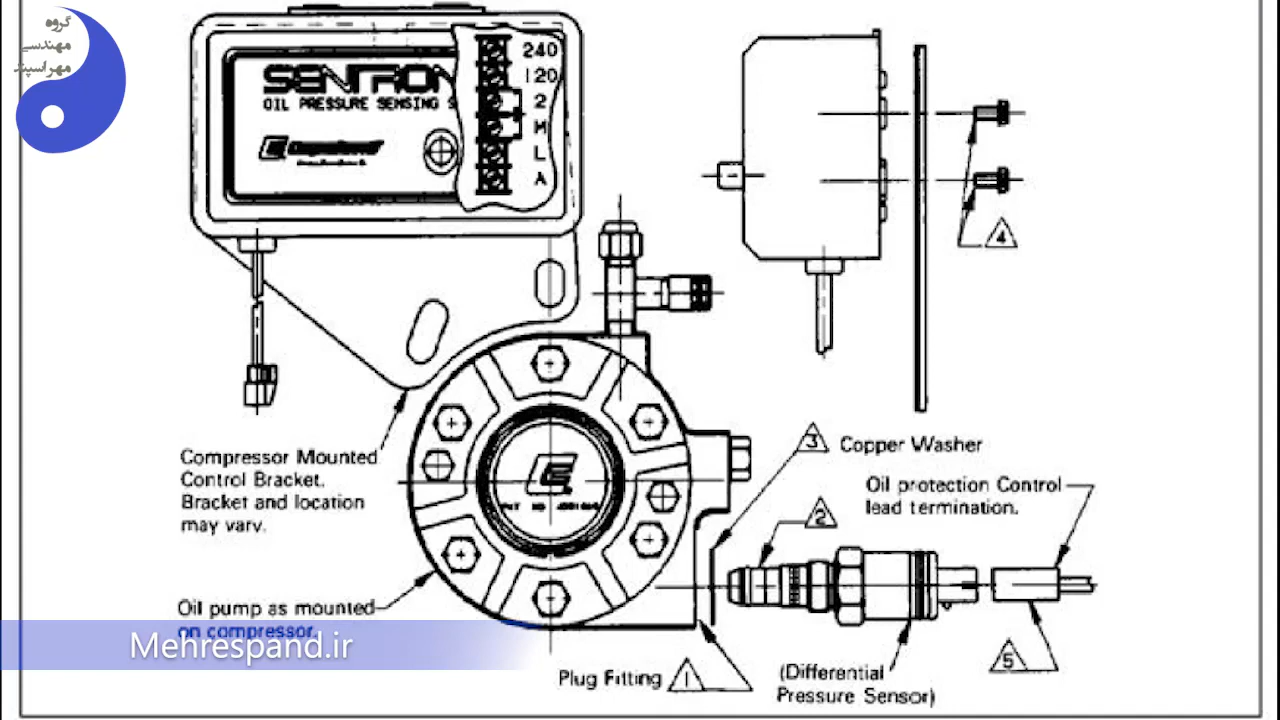 گروه
مهندسی
مهراسپند
SENTRON
OIL PRESSURE SENSING S
Copeland
240
120
2
M
L
A
4
3 Copper Washer
Oil protection Control
lead termination.
2
Compressor Mounted
Control Bracket.
Bracket and location
may vary.
Oil pump as mounted
on compressor.
Mehrespand.ir
Plug Fitting 1
(Differential
Pressure Sensor)
5